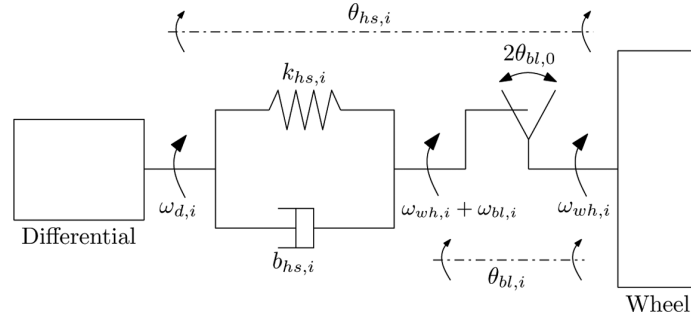 θ_{hs,i}
k_{hs,i}
2θ_{bl,0}
ω_{d,i}
ω_{wh,i} + ω_{bl,i}
ω_{wh,i}
Differential
b_{hs,i}
θ_{bl,i}
Wheel